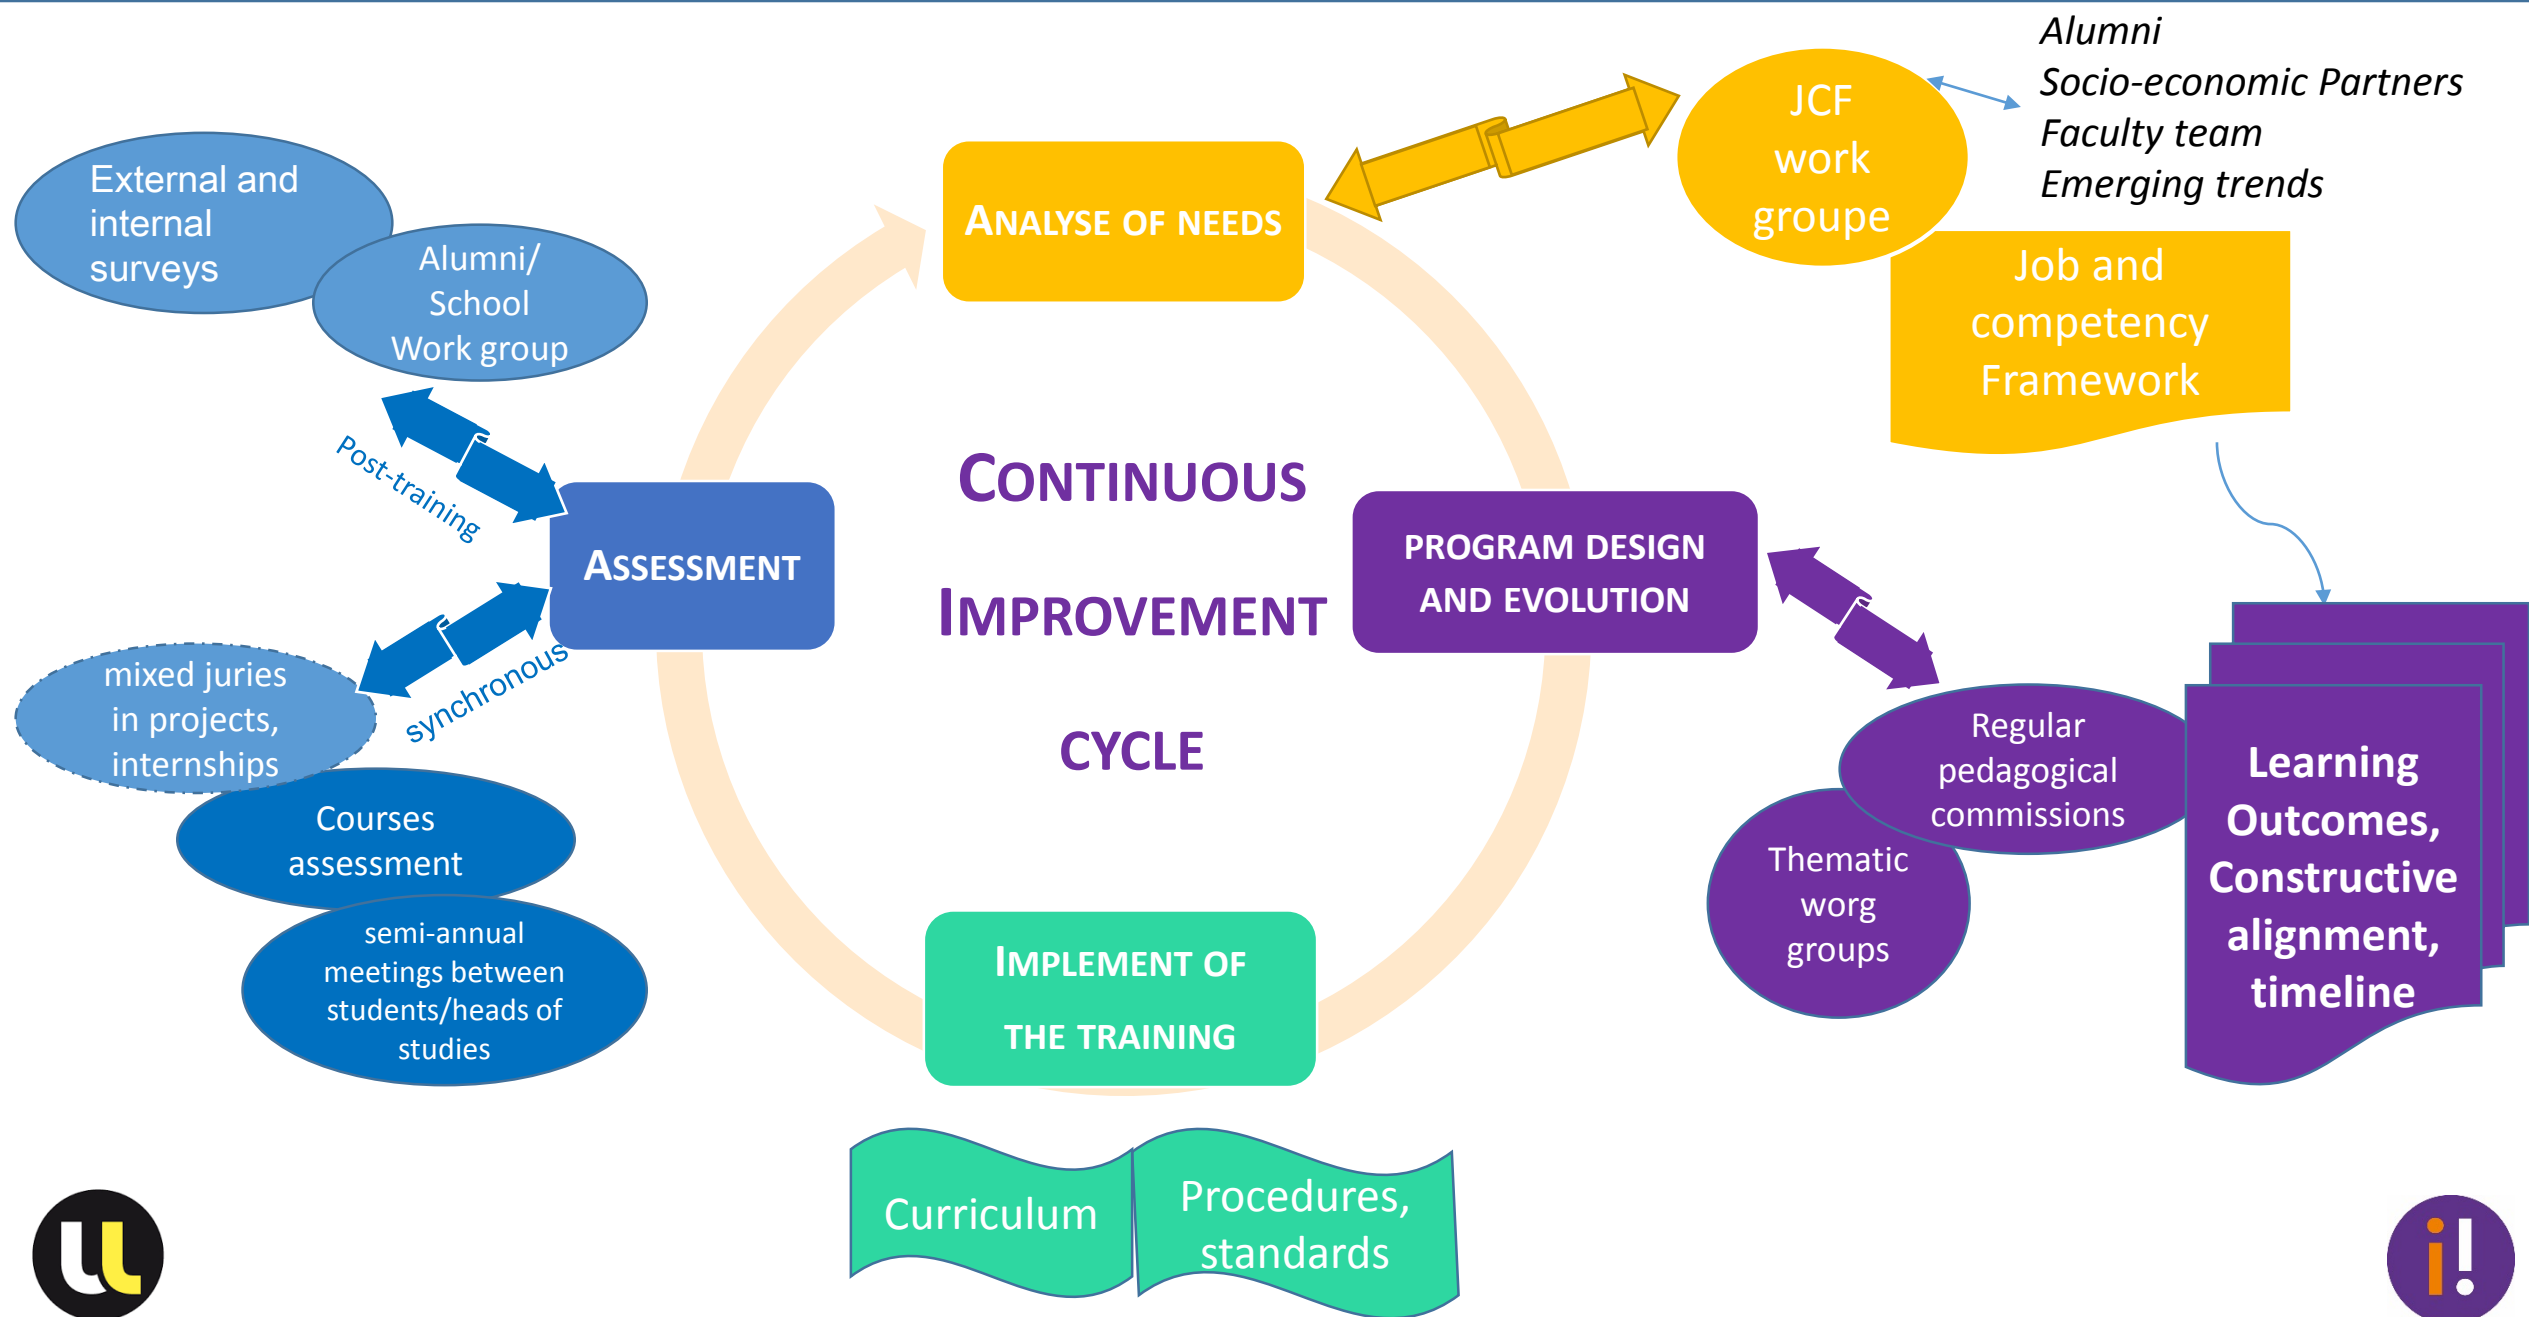 Alumni
Socio-economic Partners
Faculty team
Emerging trends
JCF
work
groupe
Job and
competency
Framework
ANALYSE OF NEEDS
External and
internal
surveys
Alumni/
School
Work group
Post-training
ASSESSMENT
synchronous
CONTINUOUS
IMPROVEMENT
CYCLE
PROGRAM DESIGN
AND EVOLUTION
mixed juries
in projects,
internships
Courses
assessment
semi-annual
meetings between
students/heads of
studies
Regular
pedagogical
commissions
Thematic
worg
groups
Learning
Outcomes,
Constructive
alignment,
timeline
IMPLEMENT OF
THE TRAINING
Curriculum
Procedures,
standards